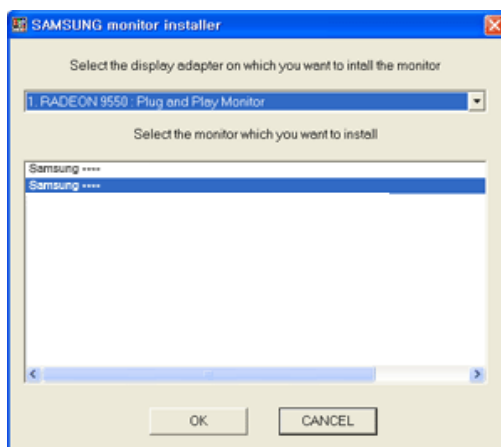 SAMSUNG monitor installer
Select the display adapter on which you want to intall the monitor
1. RADEON 9550 : Plug and Play Monitor
Select the monitor which you want to install
Samsung ····
Samsung ····
OK
CANCEL